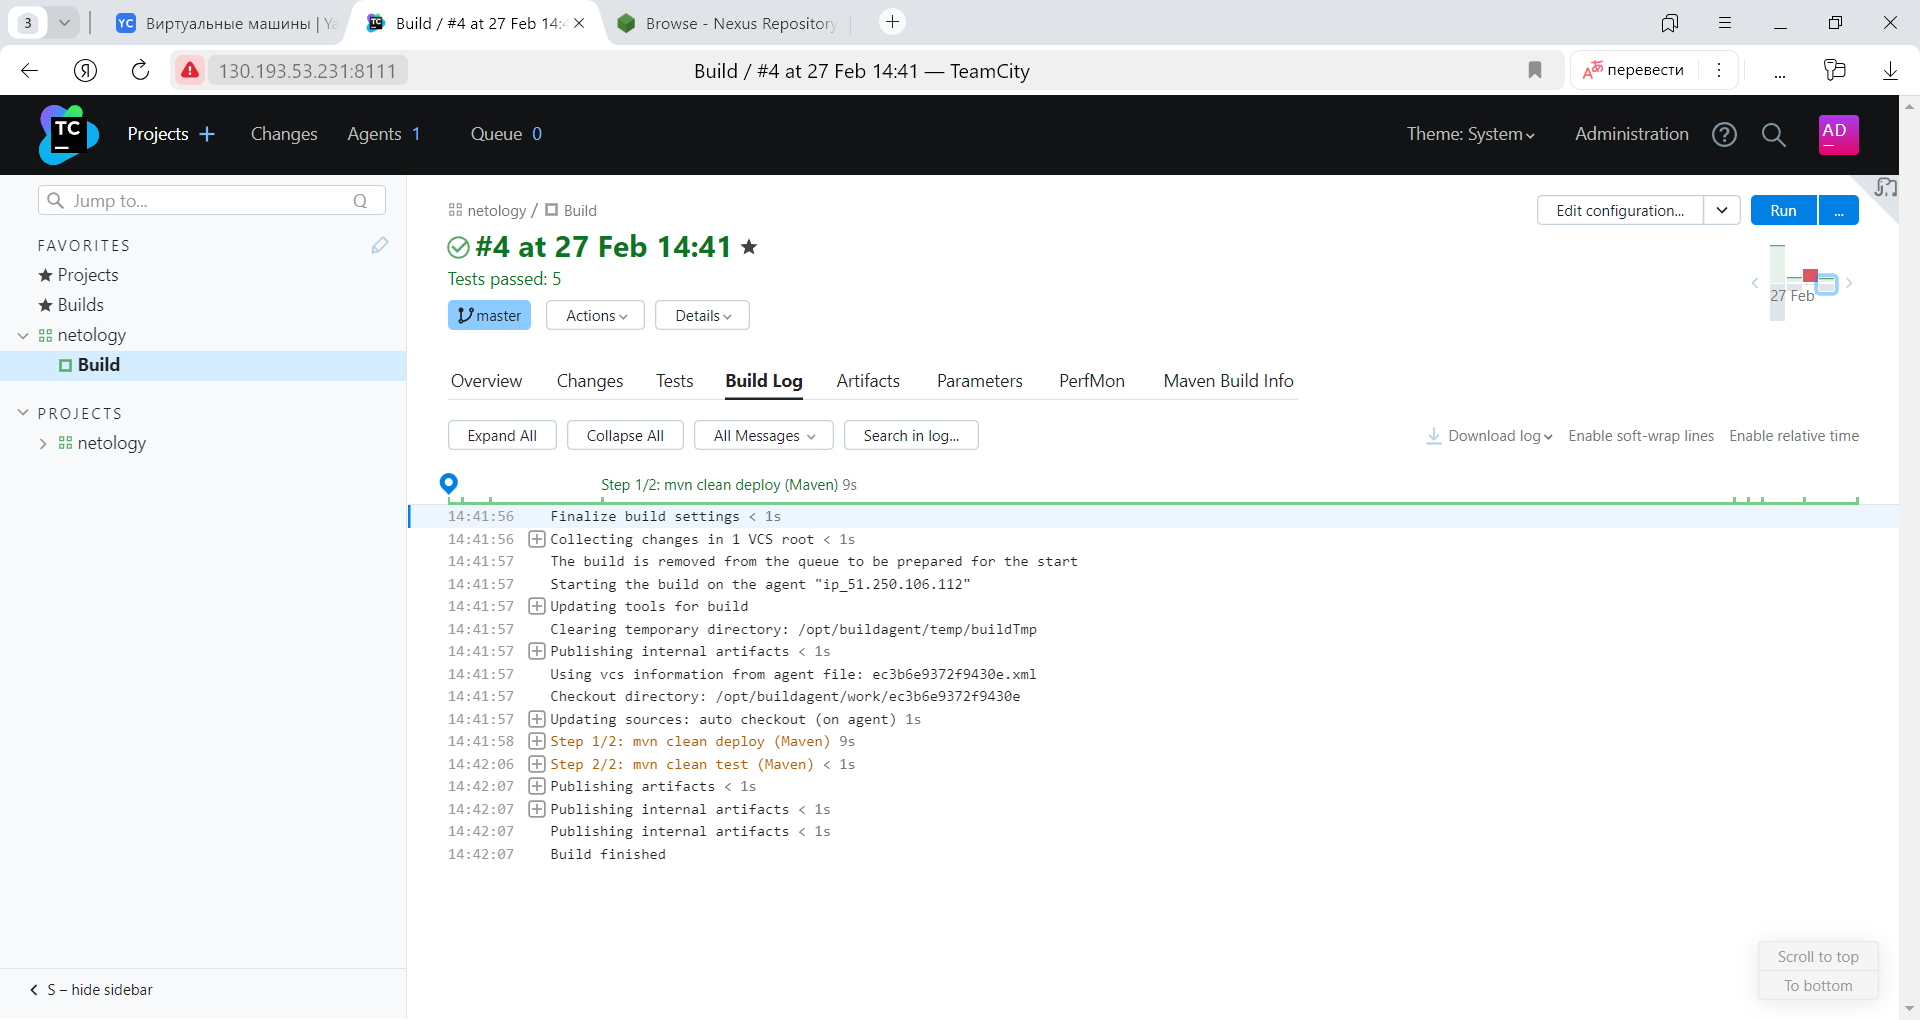 3
YC Виртуальные машины | Ya
Build / #4 at 27 Feb 14:4
Browse - Nexus Repository
130.193.53.231:8111
Build / #4 at 27 Feb 14:41 — TeamCity
перевести
TC
Projects
Changes
Agents 1
Queue 0
Theme: System
Administration
AD
Jump to...
Q
FAVORITES
Projects
Builds
netology
Build
PROJECTS
netology
S – hide sidebar
netology / Build
Edit configuration...
Run
...
#4 at 27 Feb 14:41
Tests passed: 5
27 Feb
master
Actions
Details
Overview
Changes
Tests
Build Log
Artifacts
Parameters
PerfMon
Maven Build Info
Expand All
Collapse All
All Messages
Search in log...
Download log
Enable soft-wrap lines
Enable relative time
Step 1/2: mvn clean deploy (Maven) 9s
14:41:56 Finalize build settings < 1s
14:41:56 Collecting changes in 1 VCS root < 1s
14:41:57 The build is removed from the queue to be prepared for the start
14:41:57 Starting the build on the agent "ip_51.250.106.112"
14:41:57 Updating tools for build
14:41:57 Clearing temporary directory: /opt/buildagent/temp/buildTmp
14:41:57 Publishing internal artifacts < 1s
14:41:57 Using vcs information from agent file: ec3b6e9372f9430e.xml
14:41:57 Checkout directory: /opt/buildagent/work/ec3b6e9372f9430e
14:41:57 Updating sources: auto checkout (on agent) 1s
14:41:58 Step 1/2: mvn clean deploy (Maven) 9s
14:42:06 Step 2/2: mvn clean test (Maven) < 1s
14:42:07 Publishing artifacts < 1s
14:42:07 Publishing internal artifacts < 1s
14:42:07 Publishing internal artifacts < 1s
14:42:07 Build finished
Scroll to top
To bottom